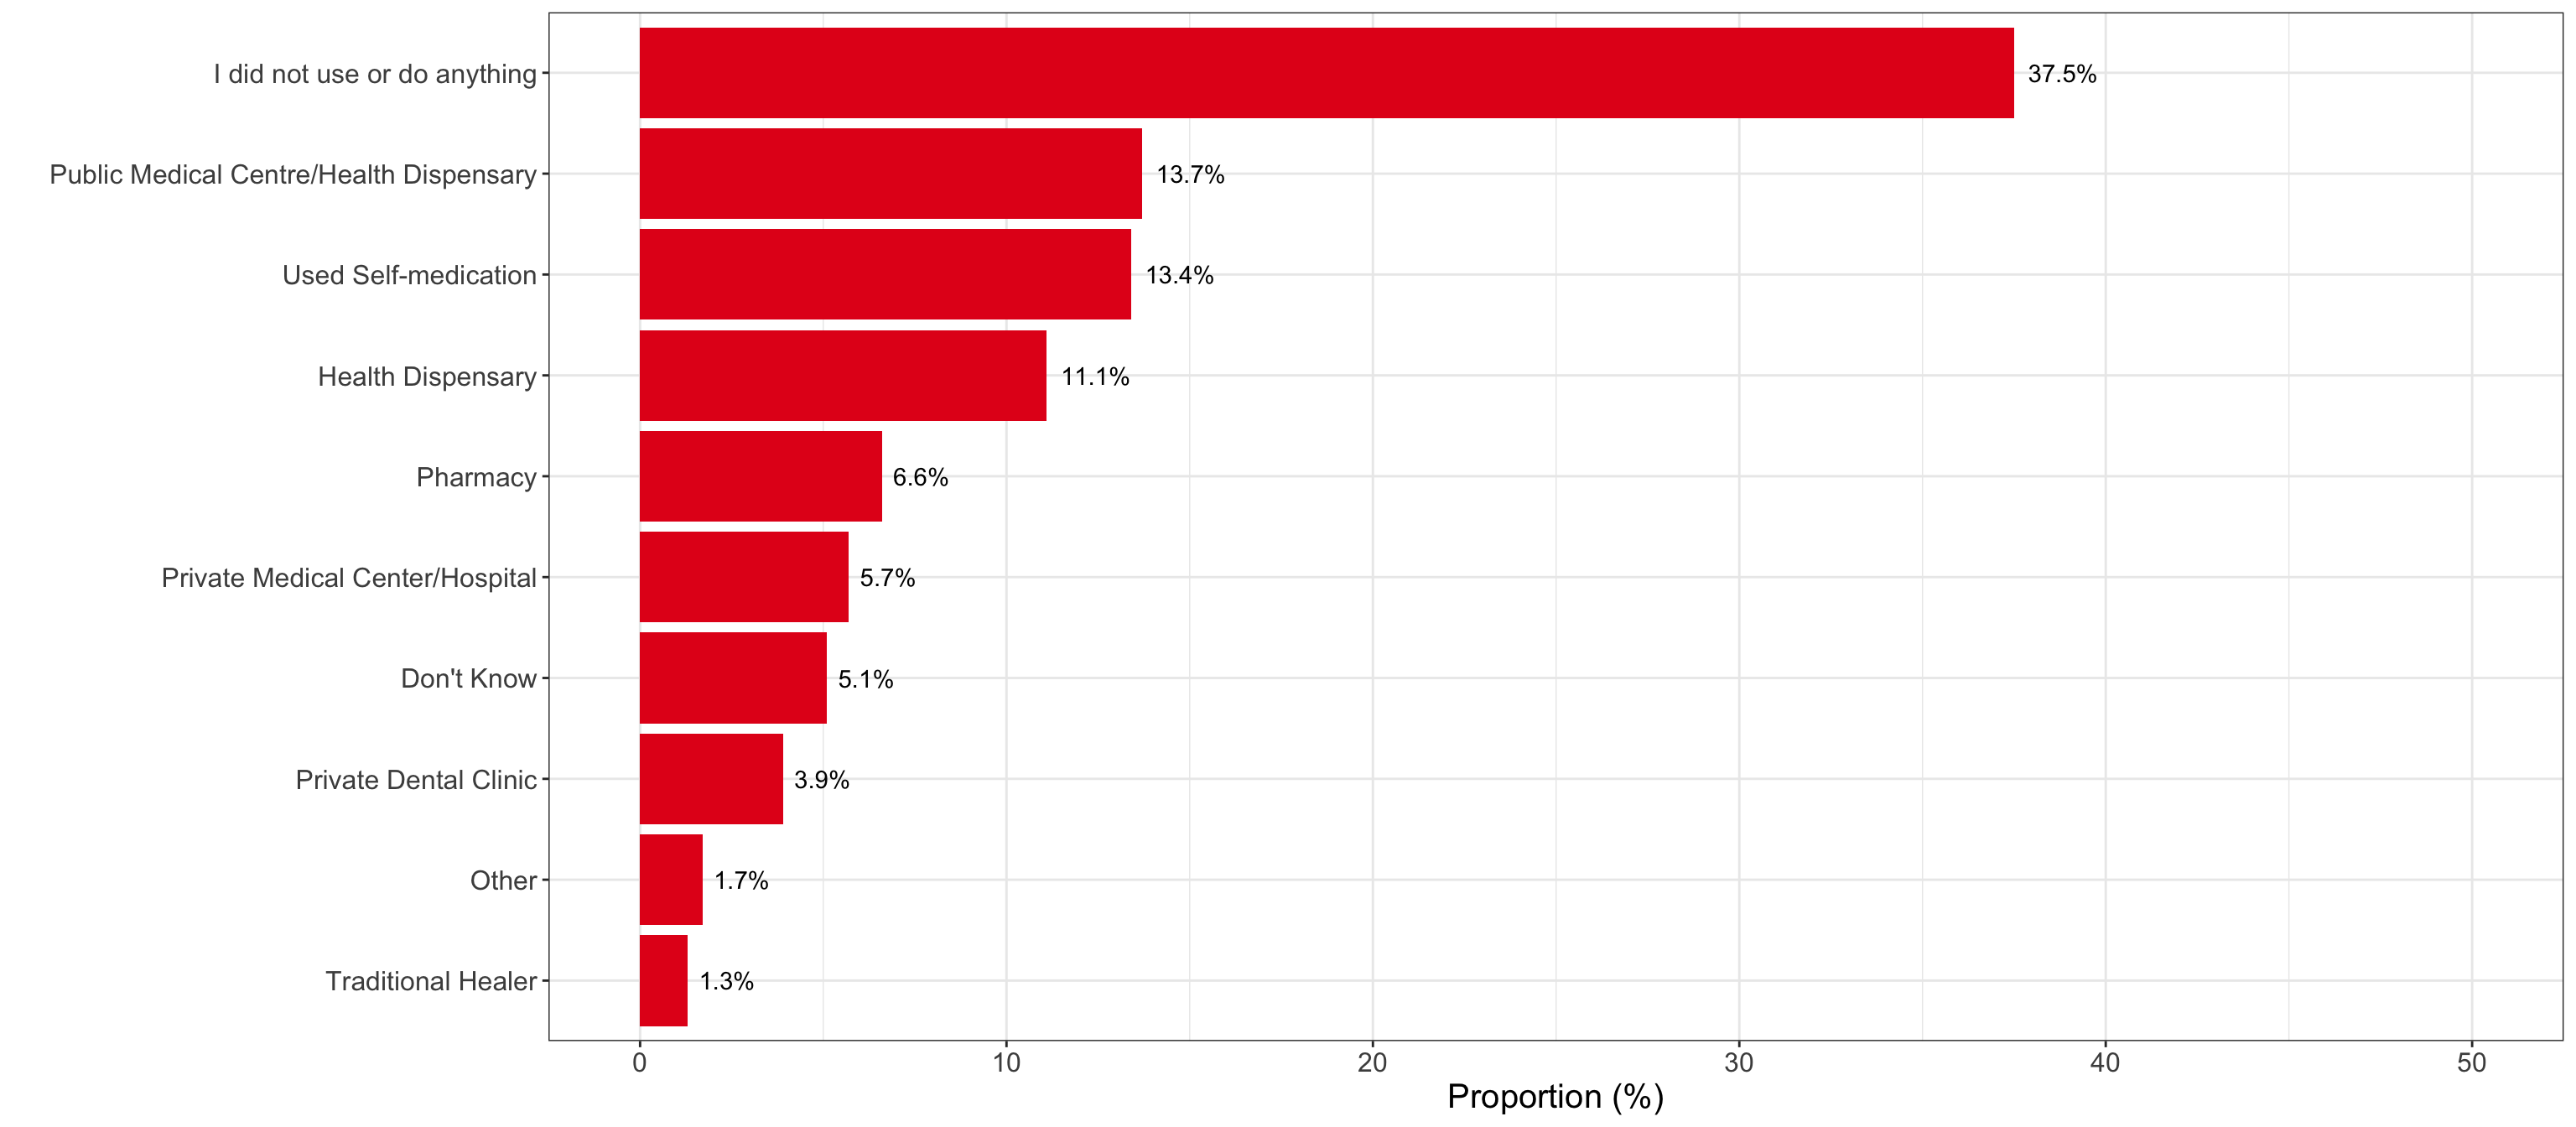 I did not use or do anything 37.5%
Public Medical Centre/Health Dispensary 13.7%
Used Self-medication 13.4%
Health Dispensary 11.1%
Pharmacy 6.6%
Private Medical Center/Hospital 5.7%
Don't Know 5.1%
Private Dental Clinic 3.9%
Other 1.7%
Traditional Healer 1.3%
0 10 20 30 40 50
Proportion (%)